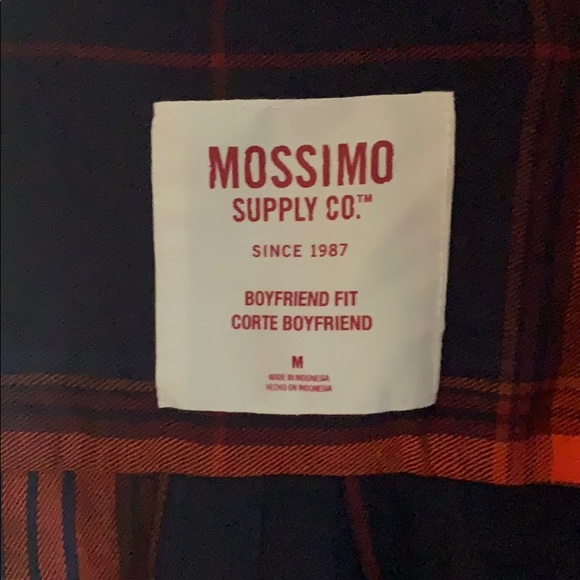 MOSSIMO
SUPPLY CO.™
SINCE 1987
BOYFRIEND FIT
CORTE BOYFRIEND
M
MADE IN INDONESIA
HECHO EN INDONESIA